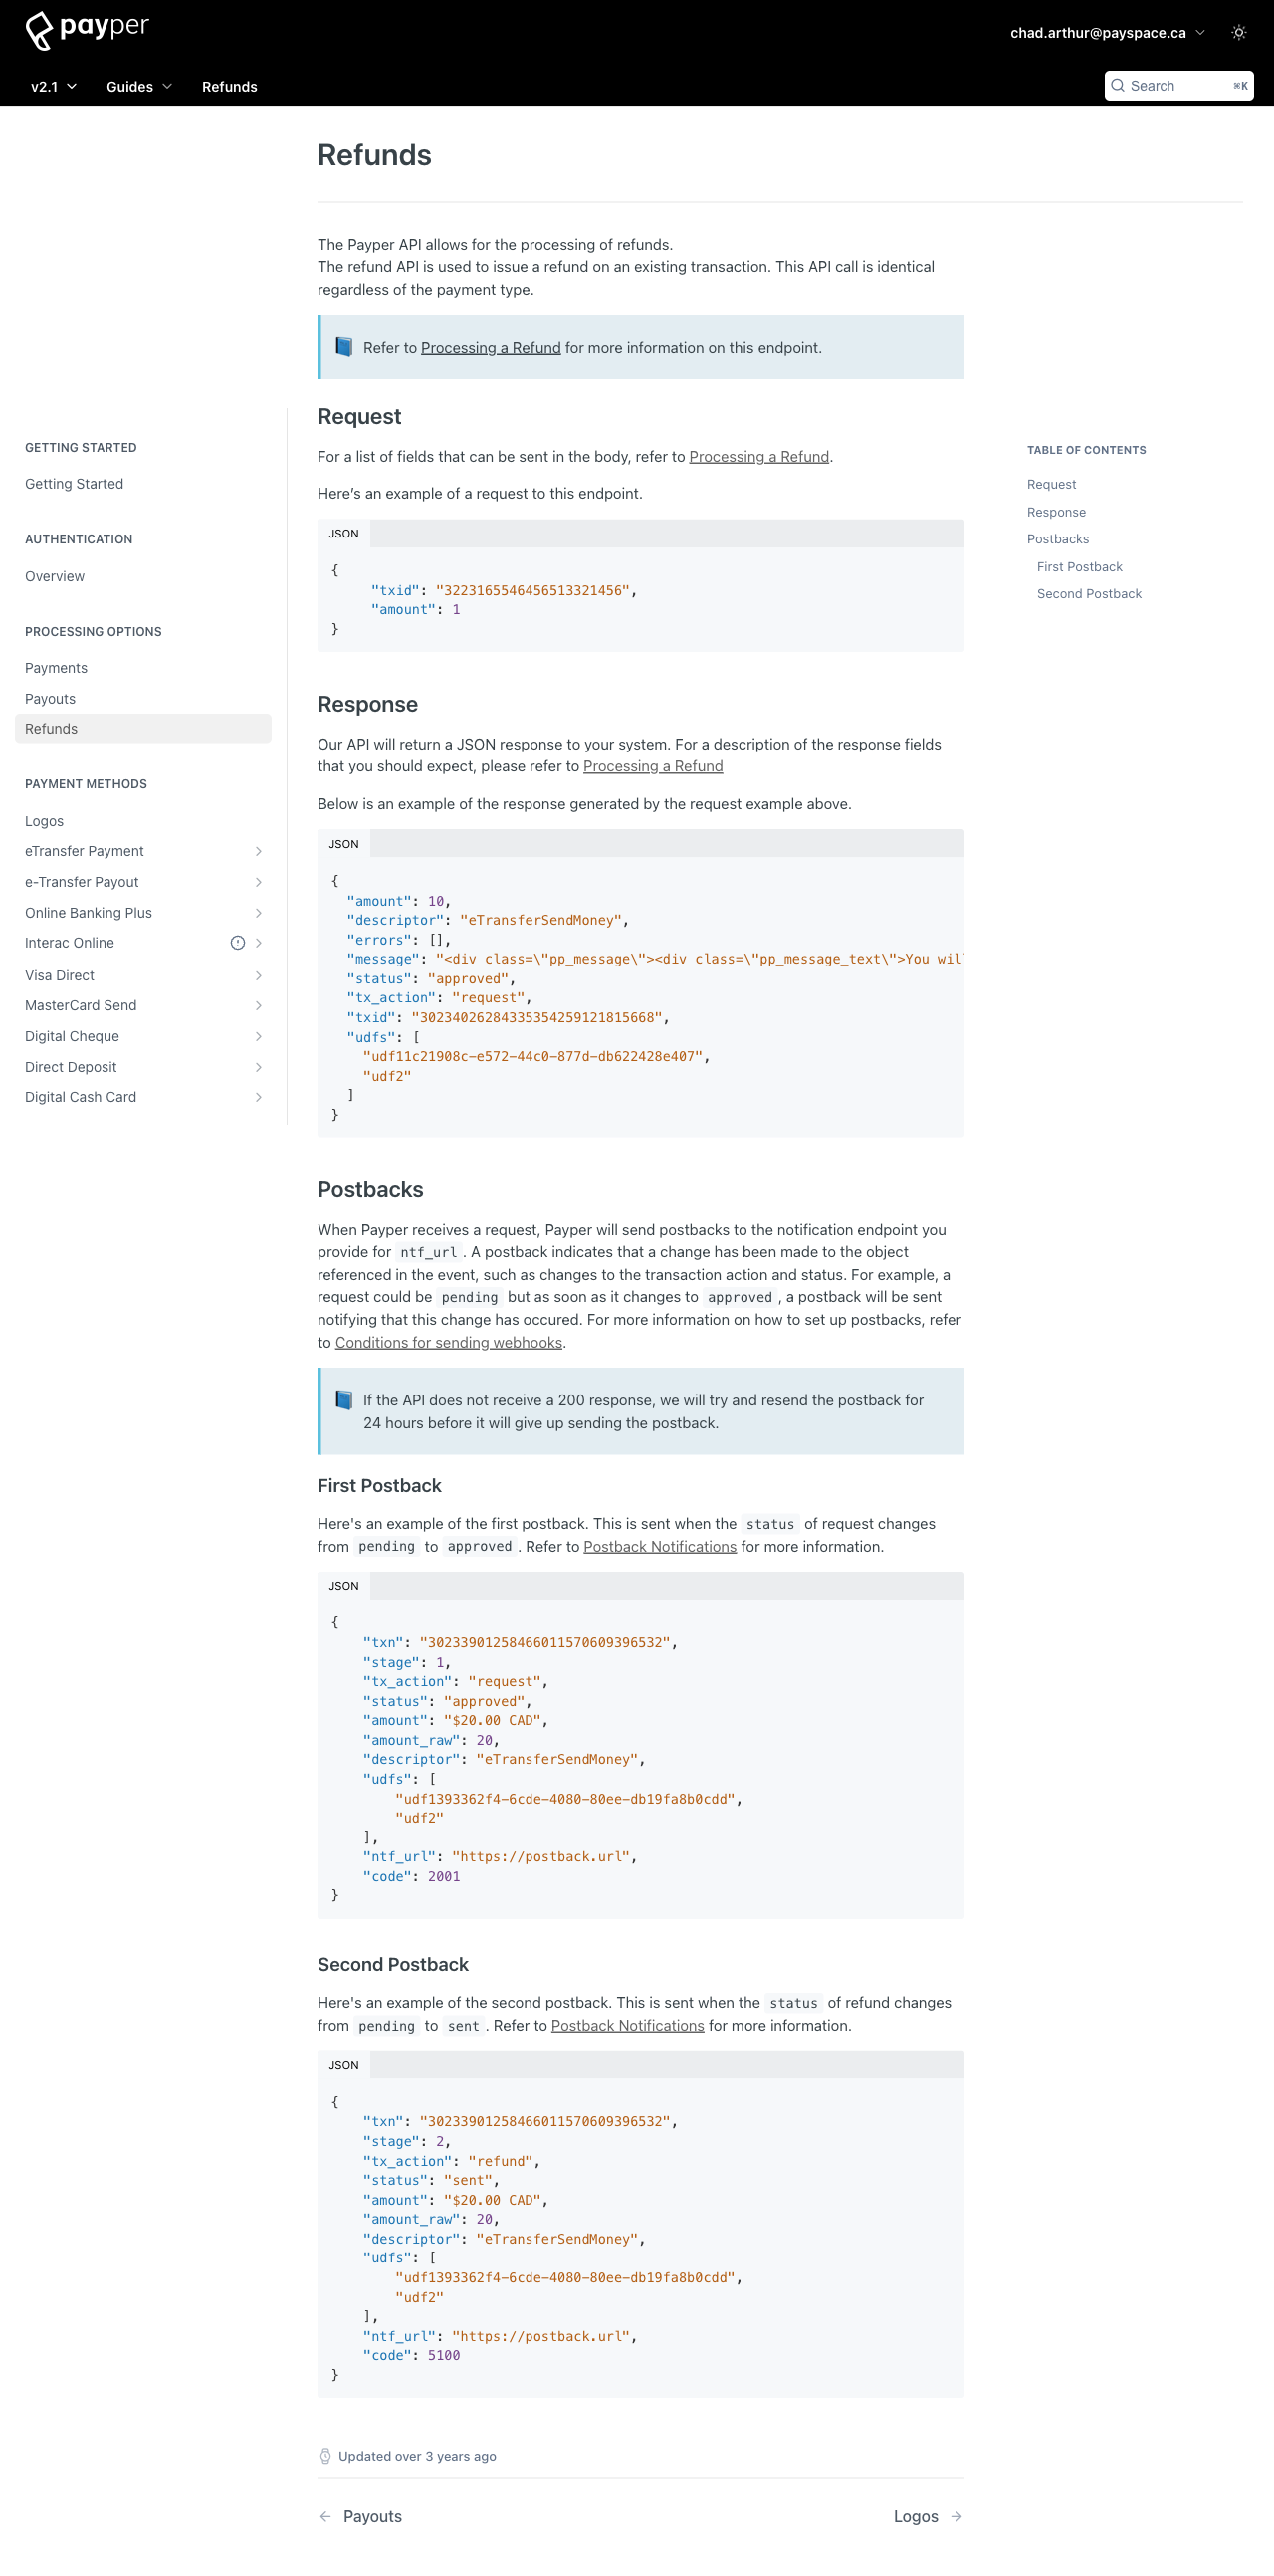 payper
chad.arthur@payspace.ca
v2.1
Guides
Refunds
Search
⌘K
Refunds
The Payper API allows for the processing of refunds.
The refund API is used to issue a refund on an existing transaction. This API call is identical
regardless of the payment type.
Refer to Processing a Refund for more information on this endpoint.
GETTING STARTED
Getting Started
AUTHENTICATION
Overview
PROCESSING OPTIONS
Payments
Payouts
Refunds
PAYMENT METHODS
Logos
eTransfer Payment
e-Transfer Payout
Online Banking Plus
Interac Online
Visa Direct
MasterCard Send
Digital Cheque
Direct Deposit
Digital Cash Card
Request
For a list of fields that can be sent in the body, refer to Processing a Refund.
Here’s an example of a request to this endpoint.
JSON
{
"txid": "3223165546456513321456",
"amount": 1
}
Response
Our API will return a JSON response to your system. For a description of the response fields
that you should expect, please refer to Processing a Refund
Below is an example of the response generated by the request example above.
JSON
{
"amount": 10,
"descriptor": "eTransferSendMoney",
"errors": [],
"message": "<div class=\"pp_message\"><div class=\"pp_message_text\">You wil
"status": "approved",
"tx_action": "request",
"txid": "30234026284335354259121815668",
"udfs": [
"udf11c21908c-e572-44c0-877d-db622428e407",
"udf2"
]
}
Postbacks
When Payper receives a request, Payper will send postbacks to the notification endpoint you
provide for ntf_url. A postback indicates that a change has been made to the object
referenced in the event, such as changes to the transaction action and status. For example, a
request could be pending but as soon as it changes to approved, a postback will be sent
notifying that this change has occured. For more information on how to set up postbacks, refer
to Conditions for sending webhooks.
If the API does not receive a 200 response, we will try and resend the postback for
24 hours before it will give up sending the postback.
First Postback
Here's an example of the first postback. This is sent when the status of request changes
from pending to approved. Refer to Postback Notifications for more information.
JSON
{
"txn": "30233901258466011570609396532",
"stage": 1,
"tx_action": "request",
"status": "approved",
"amount": "$20.00 CAD",
"amount_raw": 20,
"descriptor": "eTransferSendMoney",
"udfs": [
"udf1393362f4-6cde-4080-80ee-db19fa8b0cdd",
"udf2"
],
"ntf_url": "https://postback.url",
"code": 2001
}
Second Postback
Here's an example of the second postback. This is sent when the status of refund changes
from pending to sent. Refer to Postback Notifications for more information.
JSON
{
"txn": "30233901258466011570609396532",
"stage": 2,
"tx_action": "refund",
"status": "sent",
"amount": "$20.00 CAD",
"amount_raw": 20,
"descriptor": "eTransferSendMoney",
"udfs": [
"udf1393362f4-6cde-4080-80ee-db19fa8b0cdd",
"udf2"
],
"ntf_url": "https://postback.url",
"code": 5100
}
Updated over 3 years ago
← Payouts
Logos →
TABLE OF CONTENTS
Request
Response
Postbacks
First Postback
Second Postback